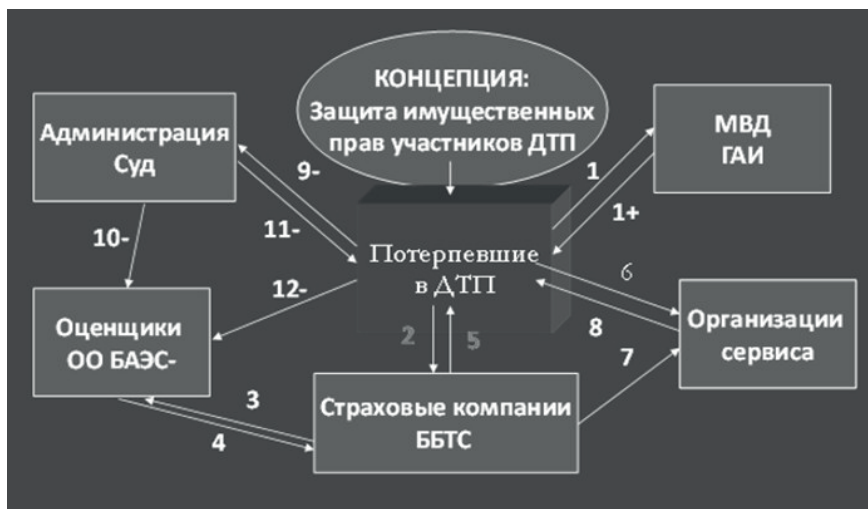 КОНЦЕПЦИЯ:
Защита имущественных
прав участников ДТП
Администрация
Суд
МВД
ГАИ
9-
1
1+
10-
11-
Потерпевшие
в ДТП
12-
6
Оценщики
ОО БАЭС-
2
5
8
Организации
сервиса
7
3
4
Страховые компании
ББТС